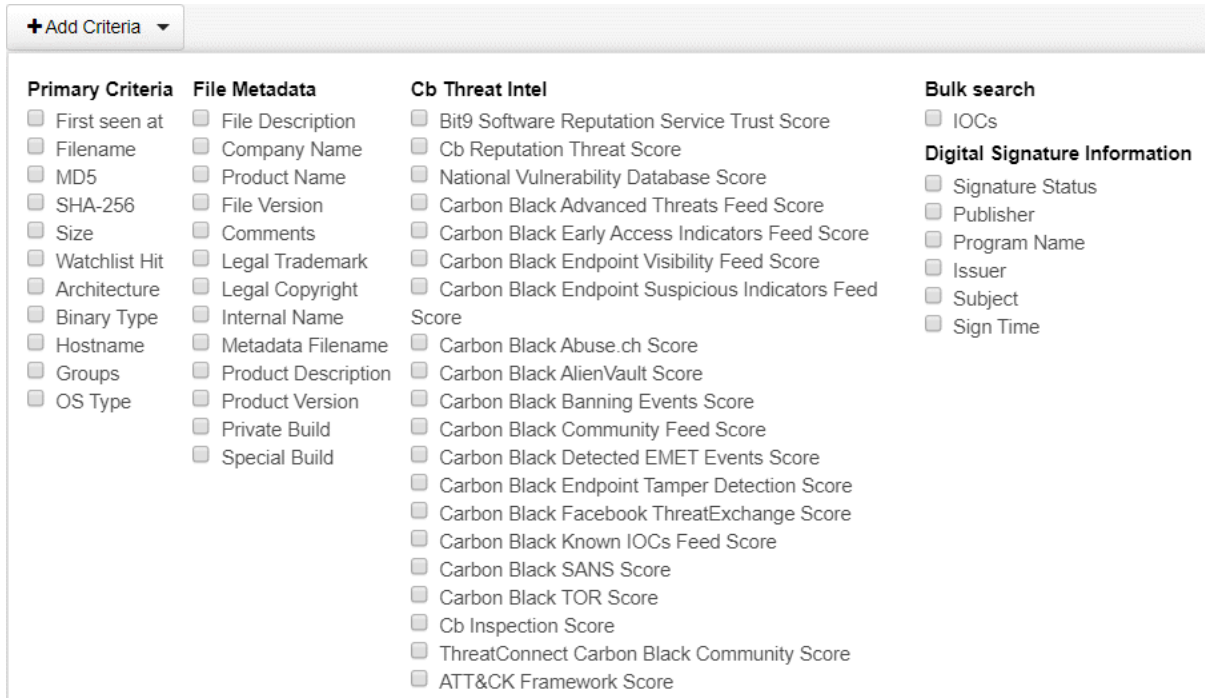 +Add Criteria
Primary Criteria
First seen at
Filename
MD5
SHA-256
Size
Watchlist Hit
Architecture
Binary Type
Hostname
Groups
OS Type
File Metadata
File Description
Company Name
Product Name
File Version
Comments
Legal Trademark
Legal Copyright
Internal Name
Metadata Filename
Product Description
Product Version
Private Build
Special Build
Cb Threat Intel
Bit9 Software Reputation Service Trust Score
Cb Reputation Threat Score
National Vulnerability Database Score
Carbon Black Advanced Threats Feed Score
Carbon Black Early Access Indicators Feed Score
Carbon Black Endpoint Visibility Feed Score
Carbon Black Endpoint Suspicious Indicators Feed
Score
Carbon Black Abuse.ch Score
Carbon Black AlienVault Score
Carbon Black Banning Events Score
Carbon Black Community Feed Score
Carbon Black Detected EMET Events Score
Carbon Black Endpoint Tamper Detection Score
Carbon Black Facebook ThreatExchange Score
Carbon Black Known IOCs Feed Score
Carbon Black SANS Score
Carbon Black TOR Score
Cb Inspection Score
ThreatConnect Carbon Black Community Score
ATT&CK Framework Score
Bulk search
IOCs
Digital Signature Information
Signature Status
Publisher
Program Name
Issuer
Subject
Sign Time